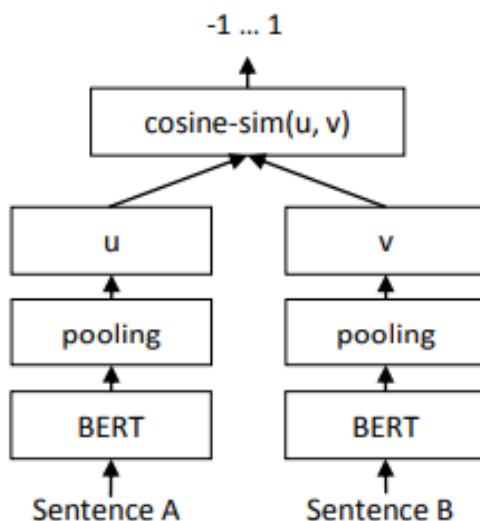 -1 ... 1
cosine-sim(u, v)
u
v
pooling
pooling
BERT
BERT
Sentence A
Sentence B